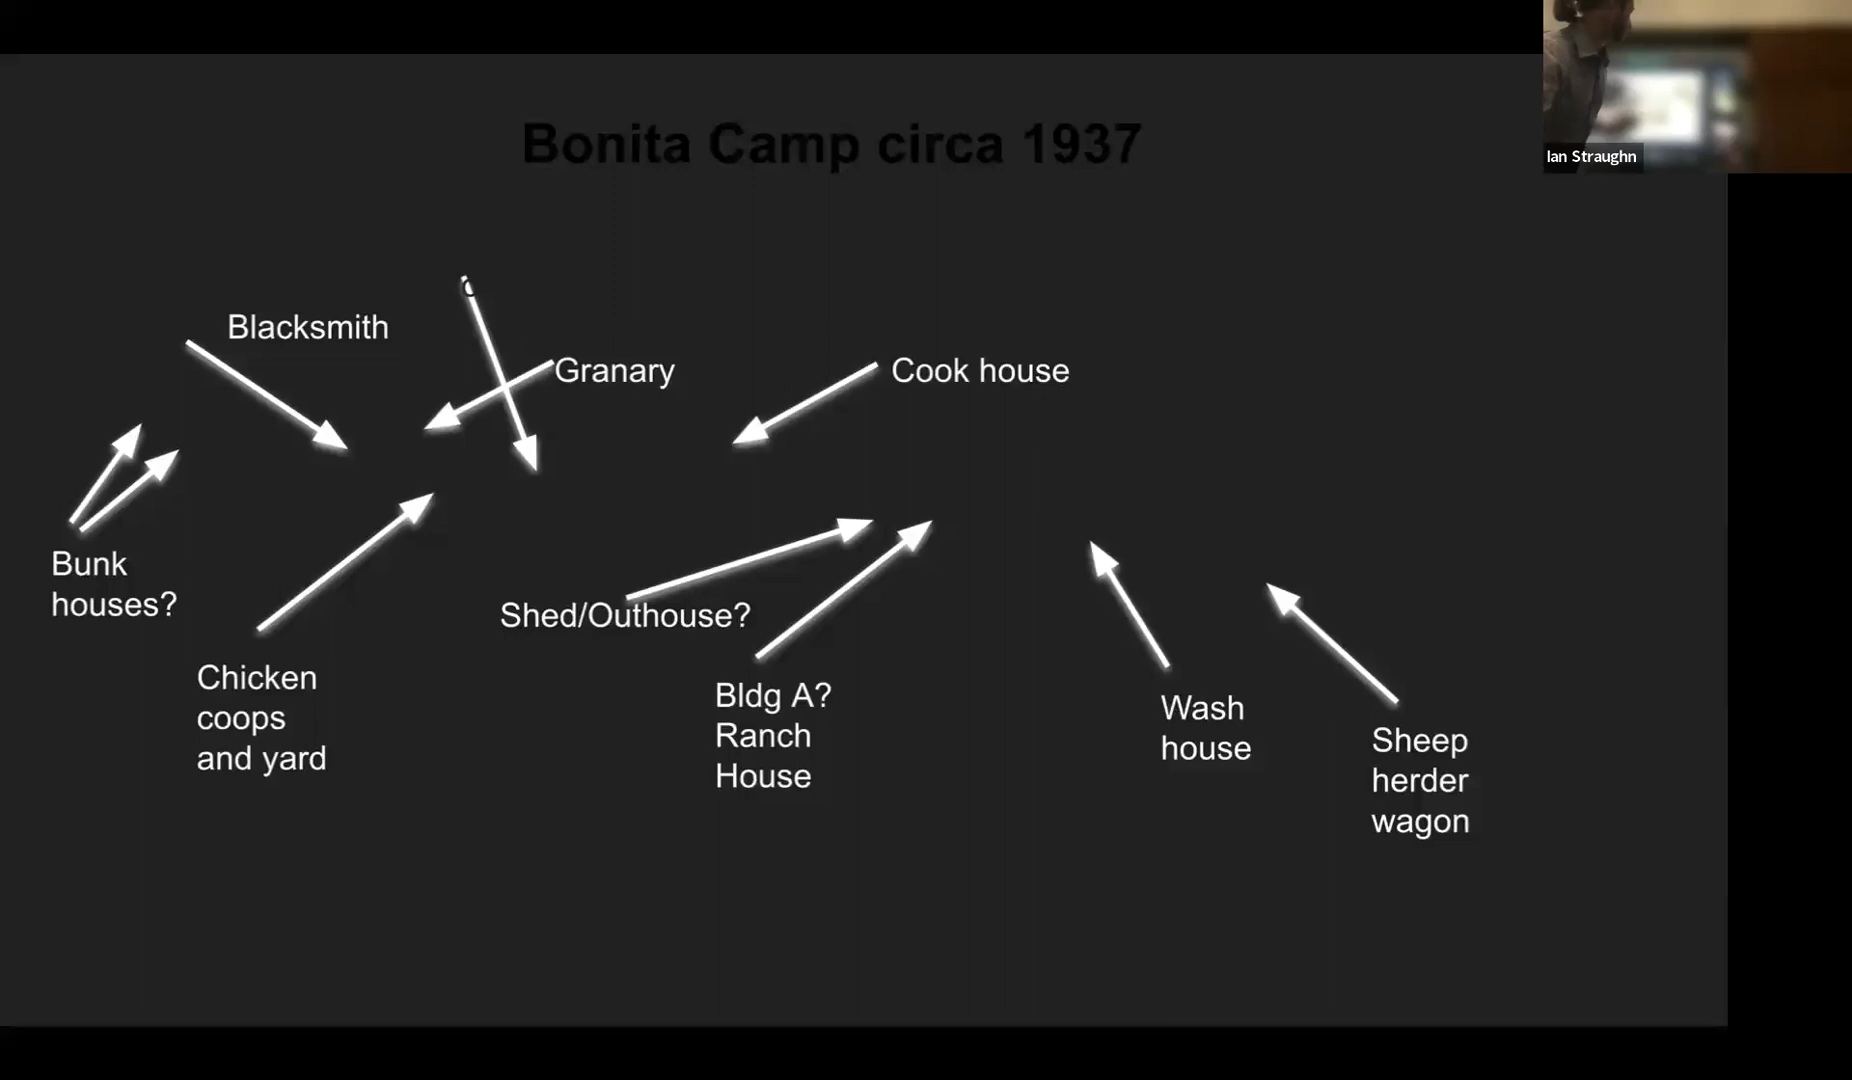 Bonita Camp circa 1937
Ian Straughn
Blacksmith
Granary
Cook house
Bunk
houses?
Chicken
coops
and yard
Shed/Outhouse?
Bldg A?
Ranch
House
Wash
house
Sheep
herder
wagon